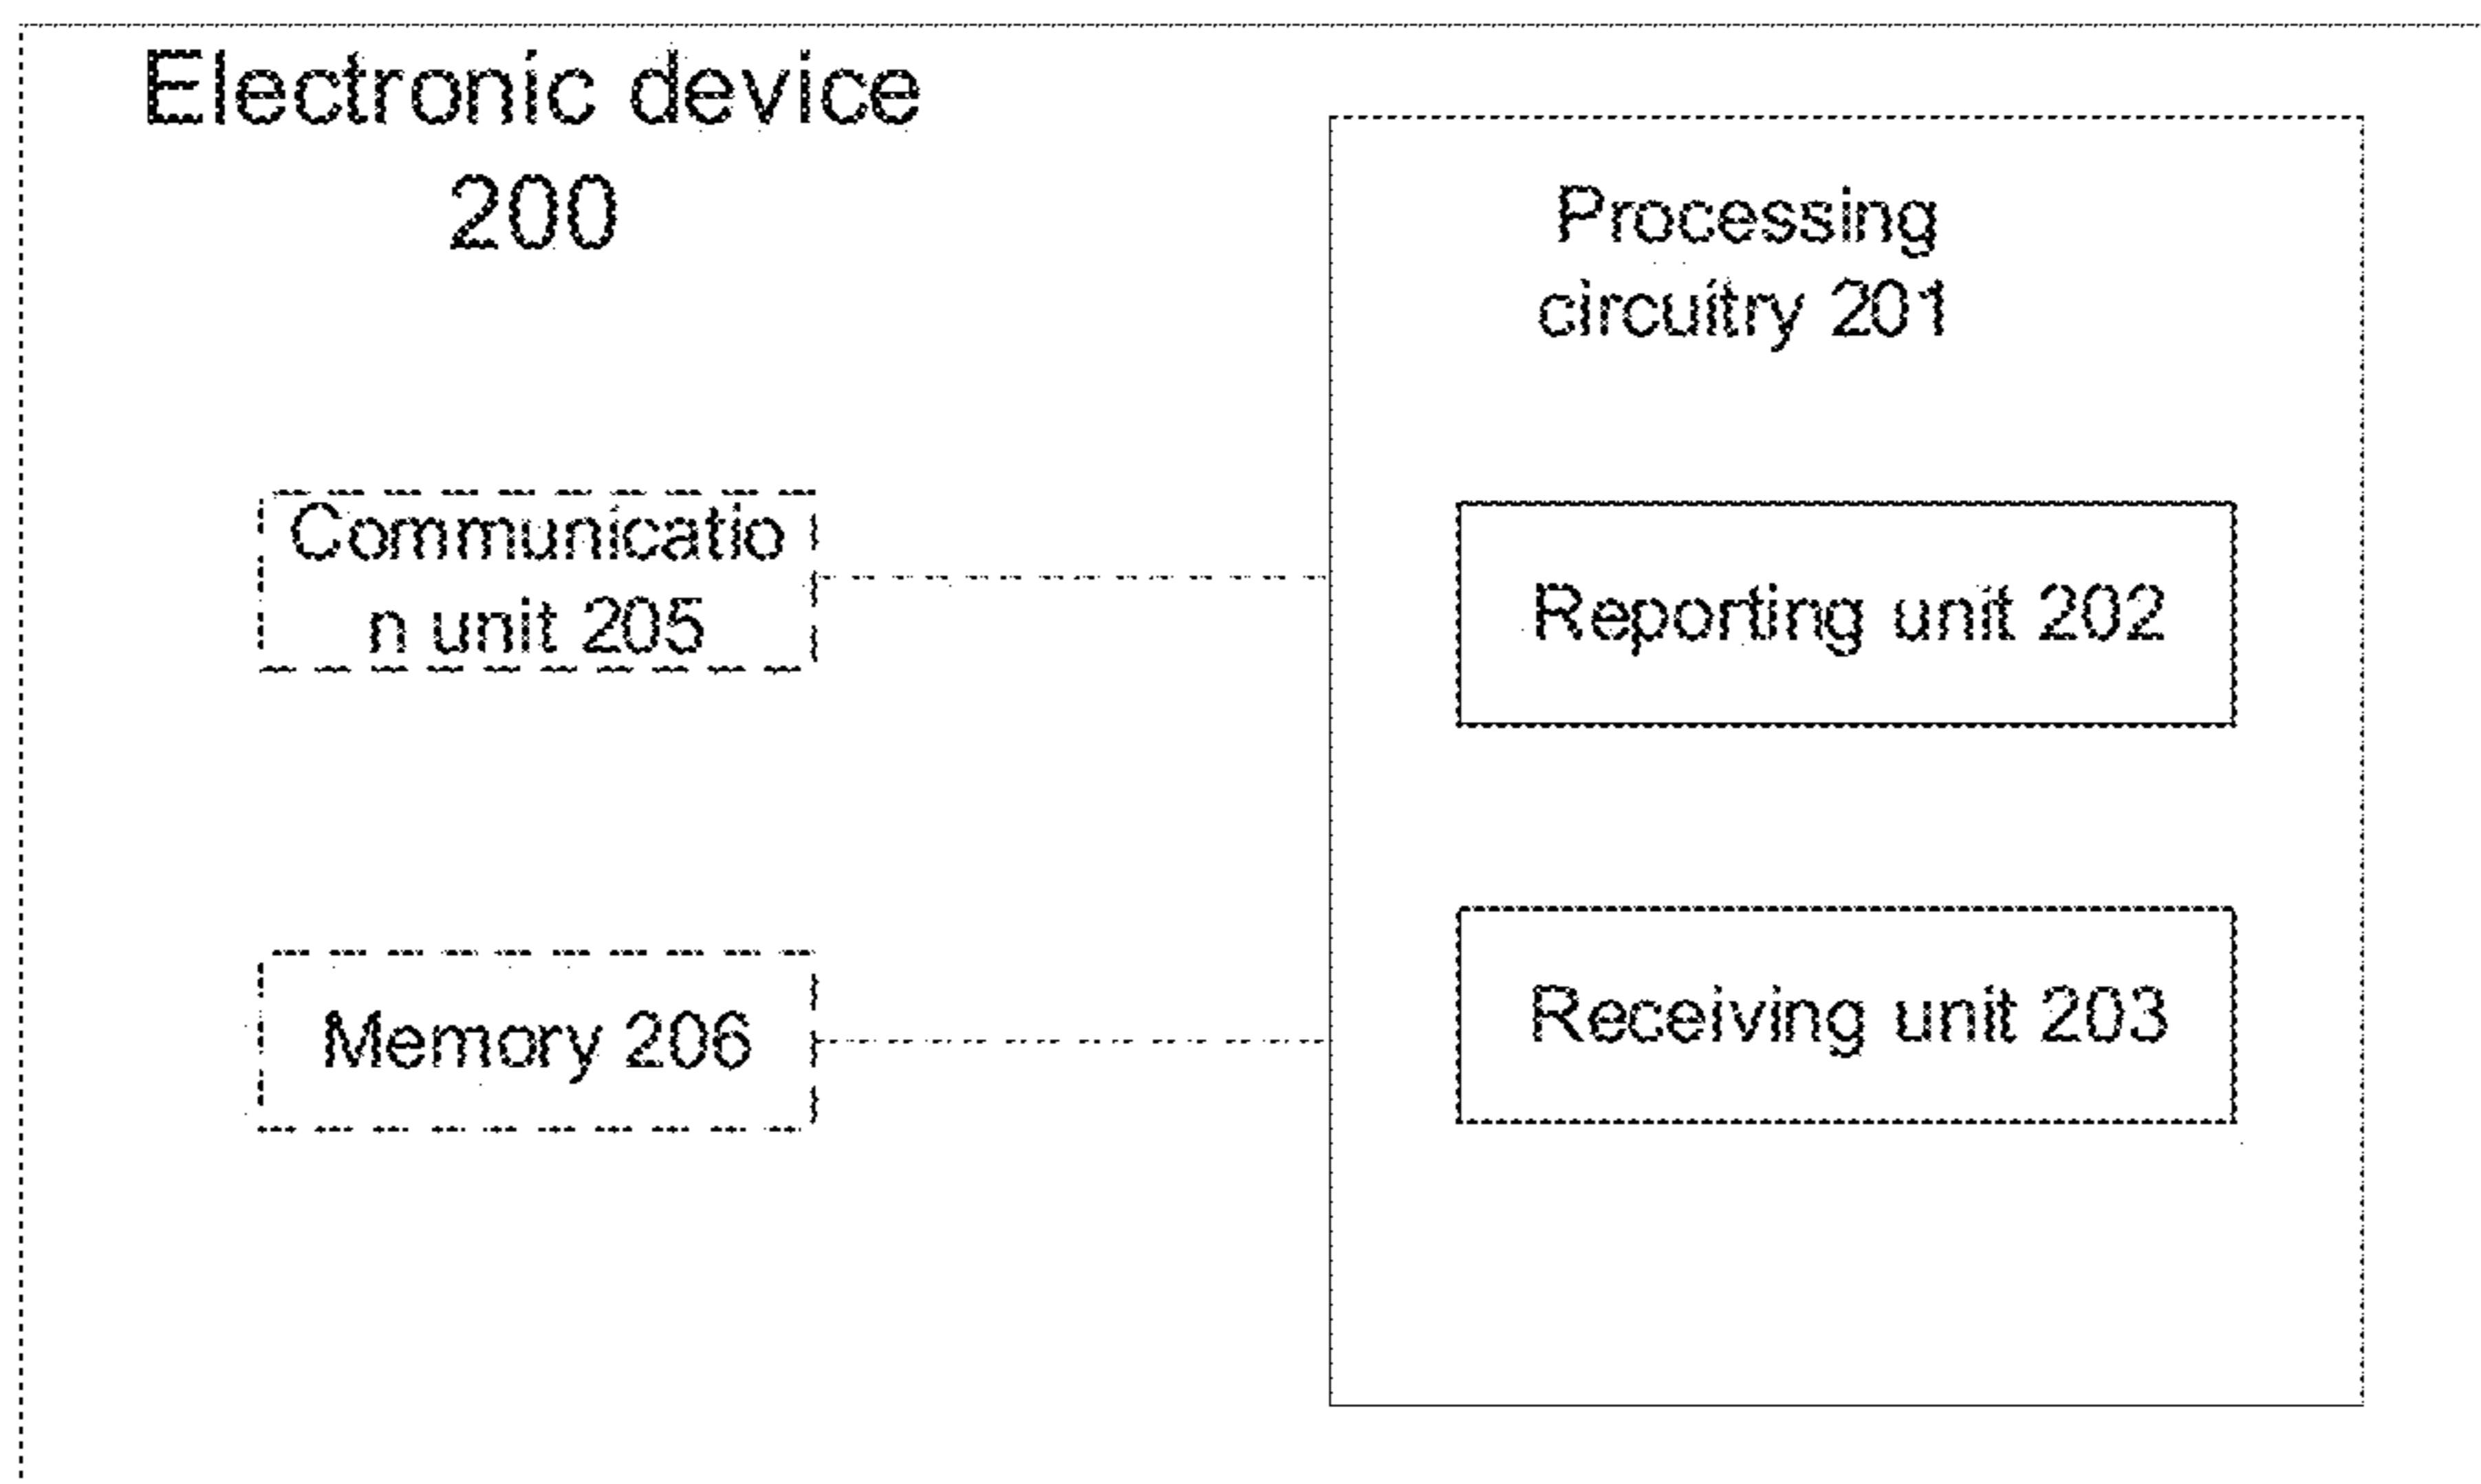 Electronic device
200
Processing
circuitry 201
Communicatio
n unit 205
Reporting unit 202
Memory 206
Receiving unit 203